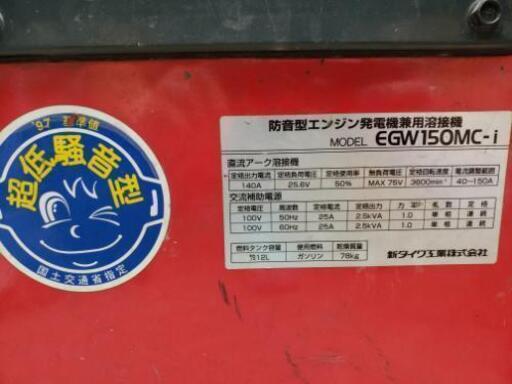 '97 基準値
超低騒音型
国土交通省指定
防音型エンジン発電機兼用溶接機
MODEL EGW150MC-i
直流アーク溶接機
定格出力電流 定格負荷電圧 定格使用率 無負荷電圧 定格回転速度 電流調整範囲
140A 25.6V 50% MAX 75V 3600min⁻¹ 40~150A
交流補助電源
定格電圧 周波数 定格電流 定格出力 力率 相数 定格
100V 50Hz 25A 2.5kVA 1.0 単相 連続
100V 60Hz 25A 2.5kVA 1.0 単相 連続
燃料タンク容量 使用燃料 乾燥質量
約12L ガソリン 78kg
新ダイワ工業株式会社